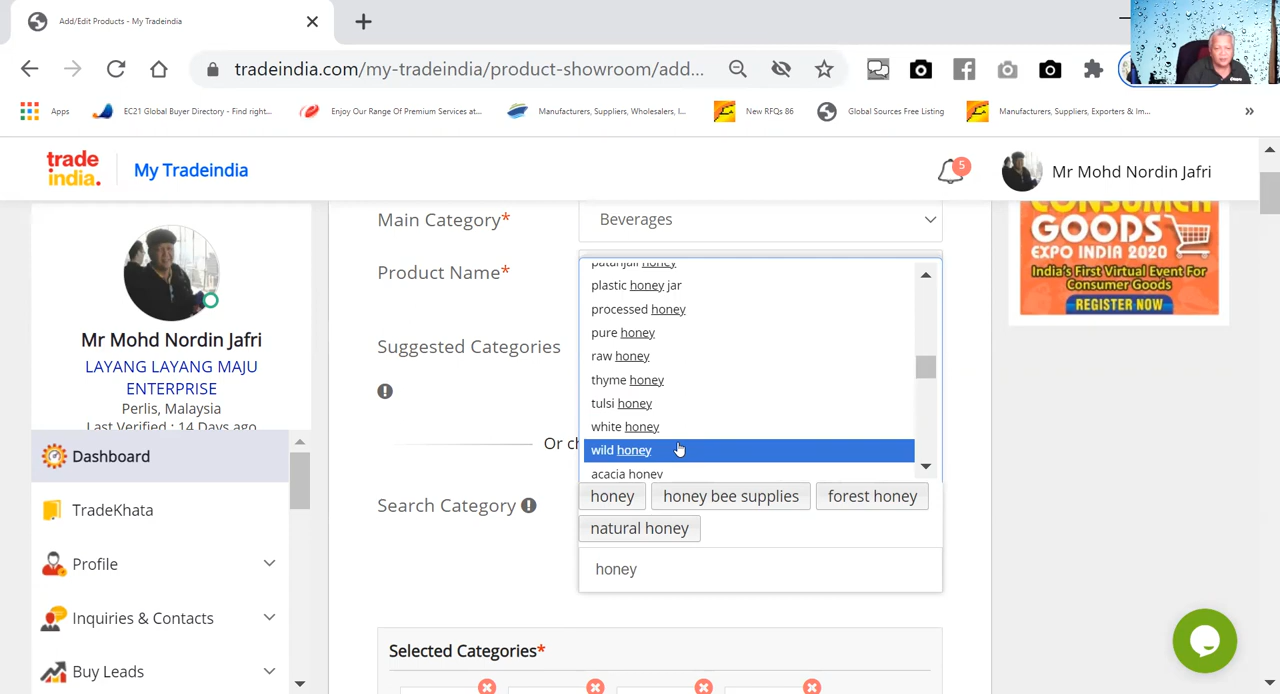 Add/Edit Products - My Tradeindia
tradeindia.com/my-tradeindia/product-showroom/add...
Apps
EC21 Global Buyer Directory - Find right...
Enjoy Our Range Of Premium Services at...
Manufacturers, Suppliers, Wholesalers, I...
New RFQs 86
Global Sources Free Listing
Manufacturers, Suppliers, Exporters & Im...
»
trade
india.
My Tradeindia
5
Mr Mohd Nordin Jafri
Mr Mohd Nordin Jafri
LAYANG LAYANG MAJU
ENTERPRISE
Perlis, Malaysia
Last Verified : 14 Days ago
Dashboard
TradeKhata
Profile
Inquiries & Contacts
Buy Leads
Main Category*
Beverages
Product Name*
patanjali honey
plastic honey jar
processed honey
pure honey
raw honey
thyme honey
tulsi honey
white honey
wild honey
acacia honey
Suggested Categories
Or ch
Search Category
honey
honey bee supplies
forest honey
natural honey
honey
Selected Categories*
CONSUMER
GOODS
EXPO INDIA 2020
India's First Virtual Event For
Consumer Goods
REGISTER NOW